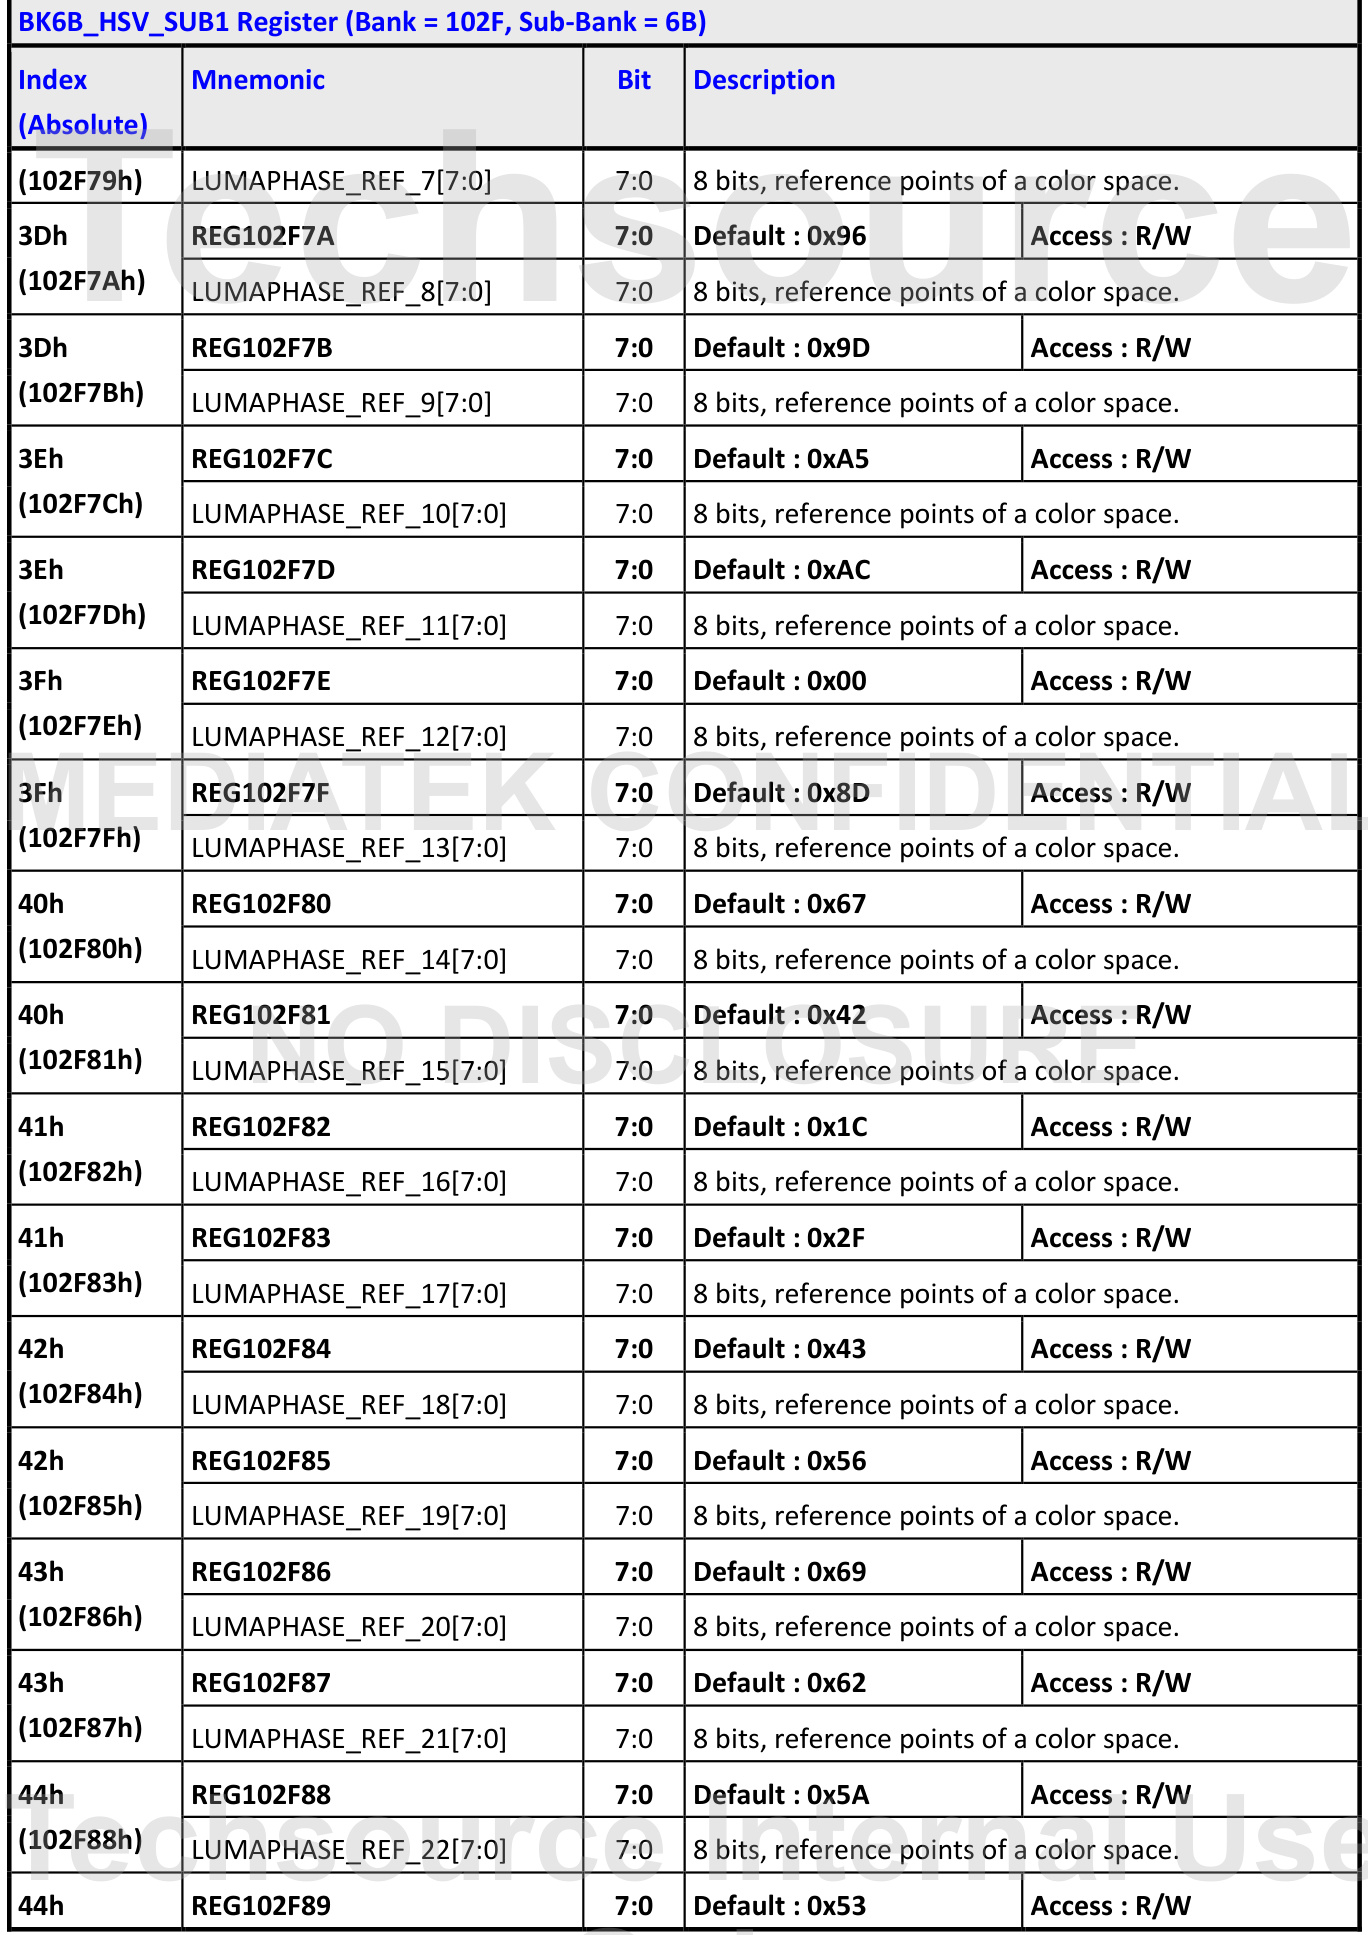 BK6B_HSV_SUB1 Register (Bank = 102F, Sub-Bank = 6B)
Index (Absolute) Mnemonic Bit Description
(102F79h) LUMAPHASE_REF_7[7:0] 7:0 8 bits, reference points of a color space.
3Dh REG102F7A 7:0 Default : 0x96 Access : R/W
(102F7Ah) LUMAPHASE_REF_8[7:0] 7:0 8 bits, reference points of a color space.
3Dh REG102F7B 7:0 Default : 0x9D Access : R/W
(102F7Bh) LUMAPHASE_REF_9[7:0] 7:0 8 bits, reference points of a color space.
3Eh REG102F7C 7:0 Default : 0xA5 Access : R/W
(102F7Ch) LUMAPHASE_REF_10[7:0] 7:0 8 bits, reference points of a color space.
3Eh REG102F7D 7:0 Default : 0xAC Access : R/W
(102F7Dh) LUMAPHASE_REF_11[7:0] 7:0 8 bits, reference points of a color space.
3Fh REG102F7E 7:0 Default : 0x00 Access : R/W
(102F7Eh) LUMAPHASE_REF_12[7:0] 7:0 8 bits, reference points of a color space.
3Fh REG102F7F 7:0 Default : 0x8D Access : R/W
(102F7Fh) LUMAPHASE_REF_13[7:0] 7:0 8 bits, reference points of a color space.
40h REG102F80 7:0 Default : 0x67 Access : R/W
(102F80h) LUMAPHASE_REF_14[7:0] 7:0 8 bits, reference points of a color space.
40h REG102F81 7:0 Default : 0x42 Access : R/W
(102F81h) LUMAPHASE_REF_15[7:0] 7:0 8 bits, reference points of a color space.
41h REG102F82 7:0 Default : 0x1C Access : R/W
(102F82h) LUMAPHASE_REF_16[7:0] 7:0 8 bits, reference points of a color space.
41h REG102F83 7:0 Default : 0x2F Access : R/W
(102F83h) LUMAPHASE_REF_17[7:0] 7:0 8 bits, reference points of a color space.
42h REG102F84 7:0 Default : 0x43 Access : R/W
(102F84h) LUMAPHASE_REF_18[7:0] 7:0 8 bits, reference points of a color space.
42h REG102F85 7:0 Default : 0x56 Access : R/W
(102F85h) LUMAPHASE_REF_19[7:0] 7:0 8 bits, reference points of a color space.
43h REG102F86 7:0 Default : 0x69 Access : R/W
(102F86h) LUMAPHASE_REF_20[7:0] 7:0 8 bits, reference points of a color space.
43h REG102F87 7:0 Default : 0x62 Access : R/W
(102F87h) LUMAPHASE_REF_21[7:0] 7:0 8 bits, reference points of a color space.
44h REG102F88 7:0 Default : 0x5A Access : R/W
(102F88h) LUMAPHASE_REF_22[7:0] 7:0 8 bits, reference points of a color space.
44h REG102F89 7:0 Default : 0x53 Access : R/W
Techsource
MEDIATEK CONFIDENTIAL
NO DISCLOSURE
Techsource Internal Use